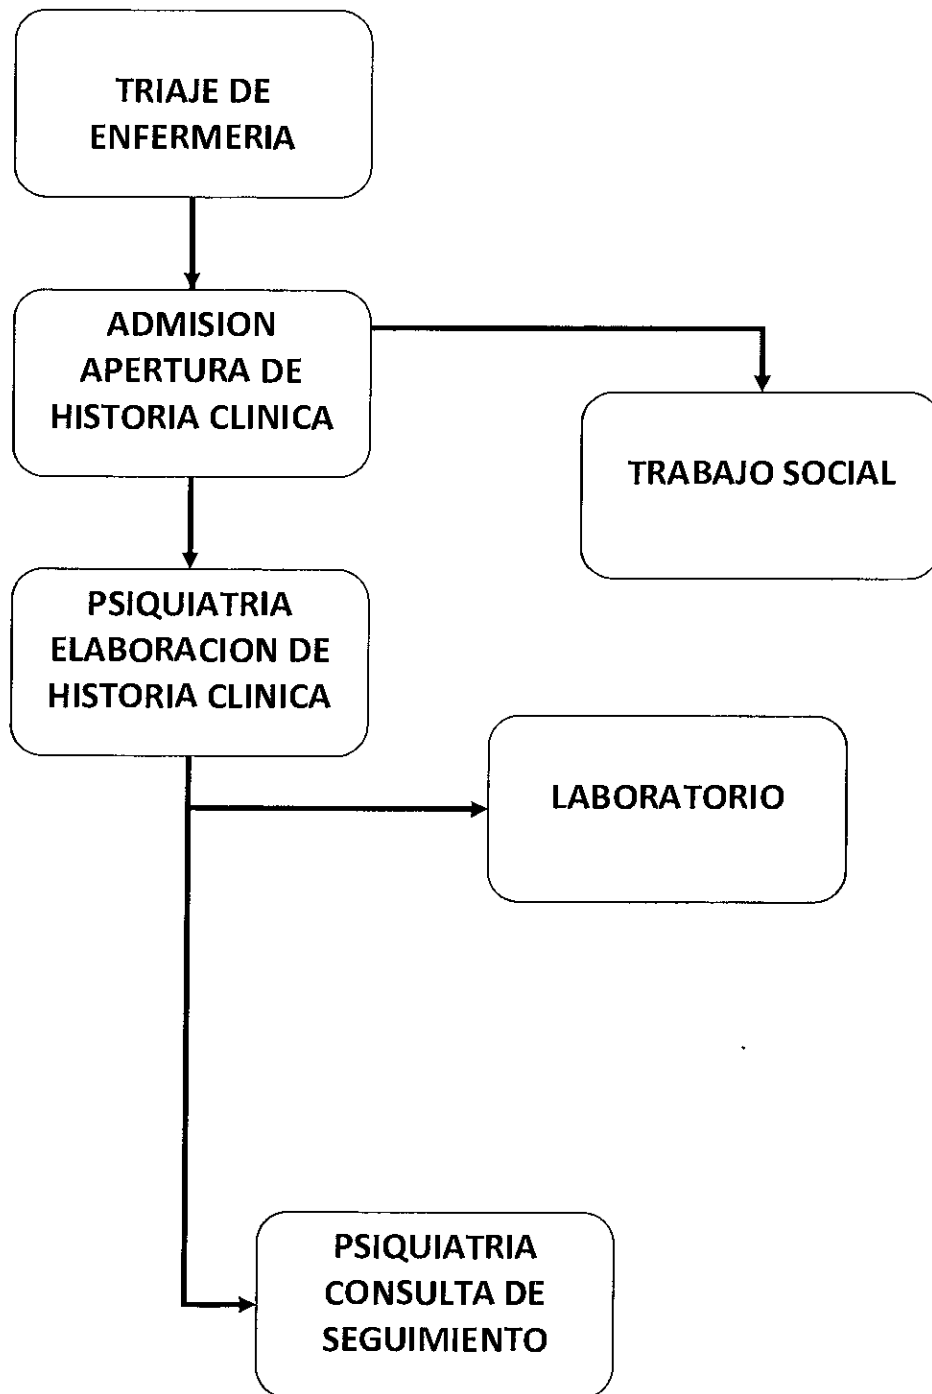 TRIAJE DE
ENFERMERIA
ADMISION
APERTURA DE
HISTORIA CLINICA
TRABAJO SOCIAL
PSIQUIATRIA
ELABORACION DE
HISTORIA CLINICA
LABORATORIO
PSIQUIATRIA
CONSULTA DE
SEGUIMIENTO